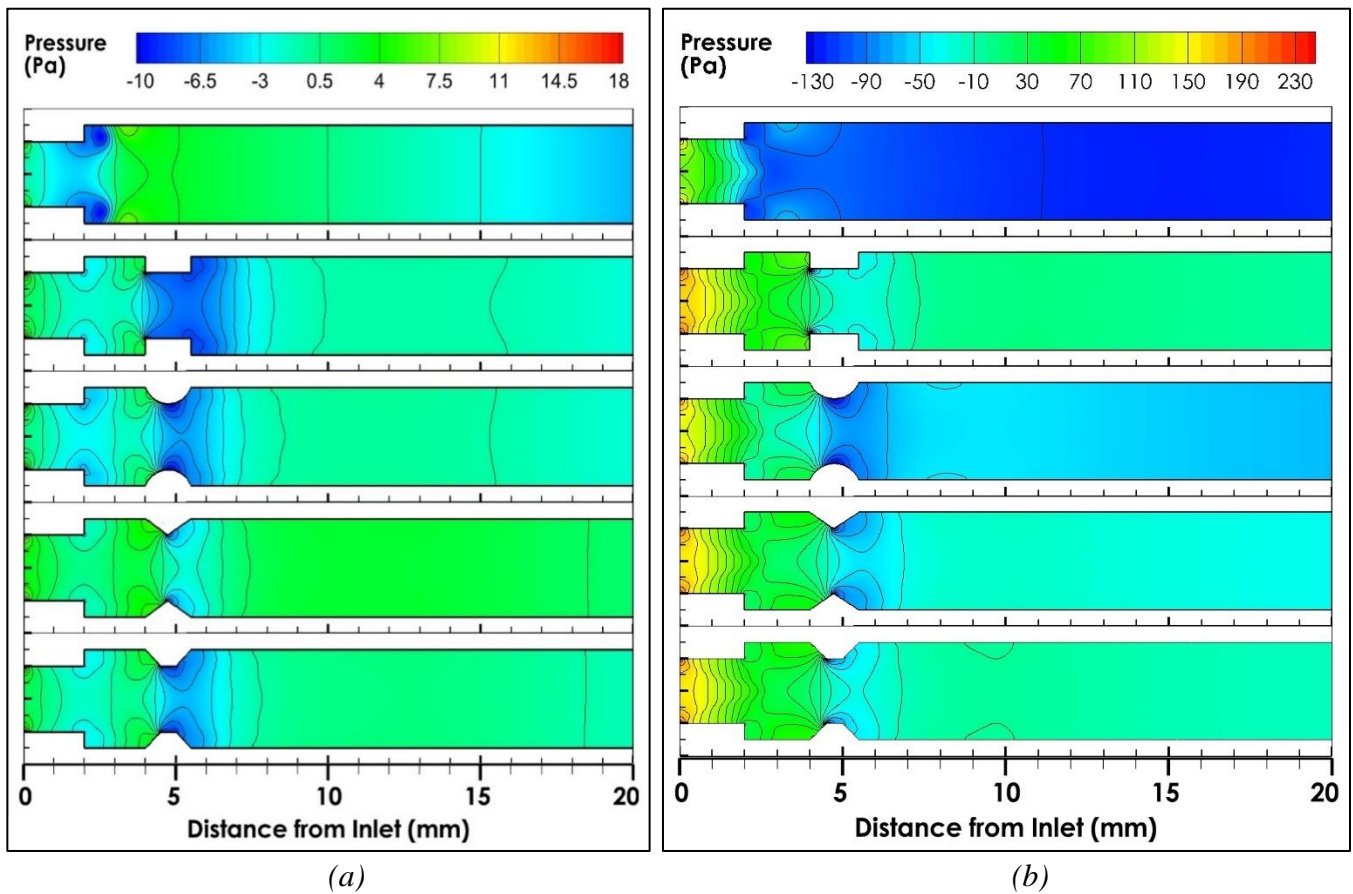 Pressure
(Pa)
-10 -6.5 -3 0.5 4 7.5 11 14.5 18
0 5 10 15 20
Distance from Inlet (mm)
(a)
Pressure
(Pa)
-130 -90 -50 -10 30 70 110 150 190 230
0 5 10 15 20
Distance from Inlet (mm)
(b)